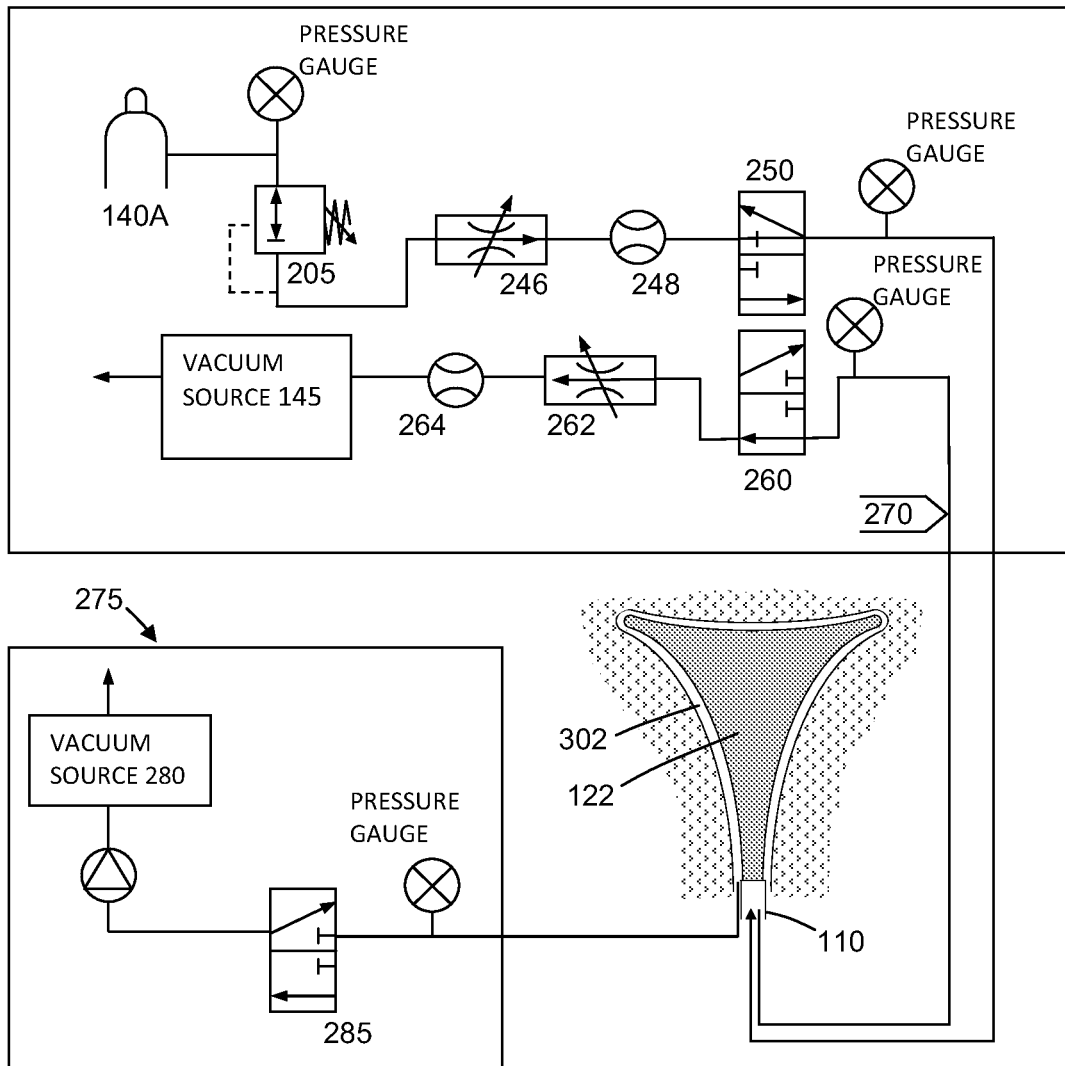 PRESSURE
GAUGE
140A
205
246
248
250
PRESSURE
GAUGE
PRESSURE
GAUGE
VACUUM
SOURCE 145
264
262
260
270
275
VACUUM
SOURCE 280
PRESSURE
GAUGE
285
302
122
110